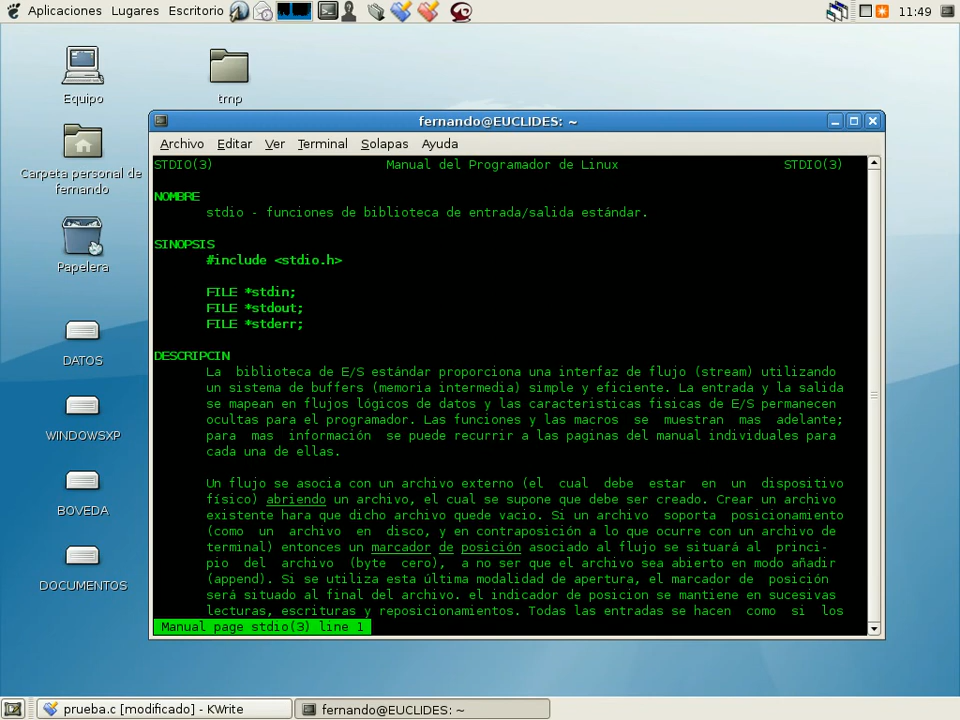 Aplicaciones Lugares Escritorio 11:49
Equipo
tmp
Carpeta personal de
fernando
Papelera
DATOS
WINDOWSXP
BOVEDA
DOCUMENTOS
fernando@EUCLIDES: ~
Archivo Editar Ver Terminal Solapas Ayuda
STDIO(3) Manual del Programador de Linux STDIO(3)
NOMBRE
stdio - funciones de biblioteca de entrada/salida estándar.
SINOPSIS
#include <stdio.h>
FILE *stdin;
FILE *stdout;
FILE *stderr;
DESCRIPCIN
La biblioteca de E/S estándar proporciona una interfaz de flujo (stream) utilizando
un sistema de buffers (memoria intermedia) simple y eficiente. La entrada y la salida
se mapean en flujos lógicos de datos y las caracteristicas fisicas de E/S permanecen
ocultas para el programador. Las funciones y las macros se muestran mas adelante;
para mas información se puede recurrir a las paginas del manual individuales para
cada una de ellas.
Un flujo se asocia con un archivo externo (el cual debe estar en un dispositivo
físico) abriendo un archivo, el cual se supone que debe ser creado. Crear un archivo
existente hara que dicho archivo quede vacio. Si un archivo soporta posicionamiento
(como un archivo en disco, y en contraposición a lo que ocurre con un archivo de
terminal) entonces un marcador de posición asociado al flujo se situará al princi-
pio del archivo (byte cero), a no ser que el archivo sea abierto en modo añadir
(append). Si se utiliza esta última modalidad de apertura, el marcador de posición
será situado al final del archivo. el indicador de posicion se mantiene en sucesivas
lecturas, escrituras y reposicionamientos. Todas las entradas se hacen como si los
Manual page stdio(3) line 1
prueba.c [modificado] - KWrite
fernando@EUCLIDES: ~